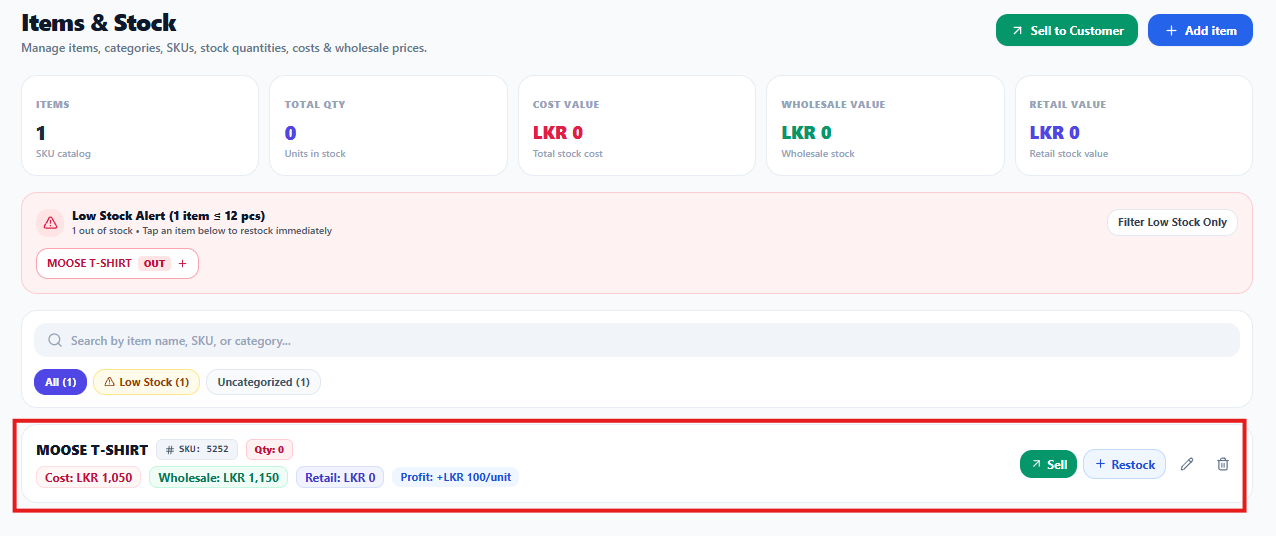 Items & Stock
Manage items, categories, SKUs, stock quantities, costs & wholesale prices.
Sell to Customer
+ Add item
ITEMS
1
SKU catalog
TOTAL QTY
0
Units in stock
COST VALUE
LKR 0
Total stock cost
WHOLESALE VALUE
LKR 0
Wholesale stock
RETAIL VALUE
LKR 0
Retail stock value
Low Stock Alert (1 item ≤ 12 pcs)
1 out of stock • Tap an item below to restock immediately
Filter Low Stock Only
MOOSE T-SHIRT OUT +
Search by item name, SKU, or category...
All (1) Low Stock (1) Uncategorized (1)
MOOSE T-SHIRT # SKU: 5252 Qty: 0
Cost: LKR 1,050 Wholesale: LKR 1,150 Retail: LKR 0 Profit: +LKR 100/unit
Sell + Restock